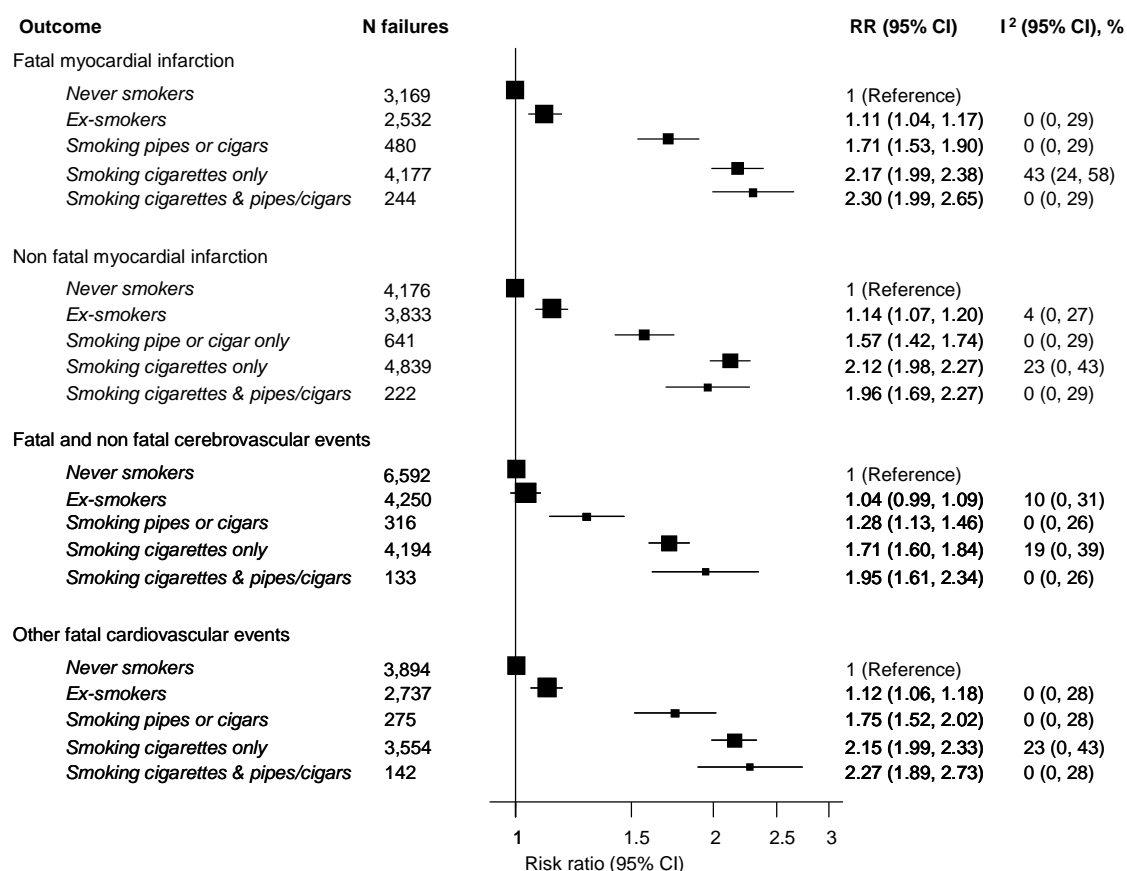 Outcome N failures RR (95% CI) I² (95% CI), %
Fatal myocardial infarction
Never smokers 3,169 1 (Reference)
Ex-smokers 2,532 1.11 (1.04, 1.17) 0 (0, 29)
Smoking pipes or cigars 480 1.71 (1.53, 1.90) 0 (0, 29)
Smoking cigarettes only 4,177 2.17 (1.99, 2.38) 43 (24, 58)
Smoking cigarettes & pipes/cigars 244 2.30 (1.99, 2.65) 0 (0, 29)
Non fatal myocardial infarction
Never smokers 4,176 1 (Reference)
Ex-smokers 3,833 1.14 (1.07, 1.20) 4 (0, 27)
Smoking pipe or cigar only 641 1.57 (1.42, 1.74) 0 (0, 29)
Smoking cigarettes only 4,839 2.12 (1.98, 2.27) 23 (0, 43)
Smoking cigarettes & pipes/cigars 222 1.96 (1.69, 2.27) 0 (0, 29)
Fatal and non fatal cerebrovascular events
Never smokers 6,592 1 (Reference)
Ex-smokers 4,250 1.04 (0.99, 1.09) 10 (0, 31)
Smoking pipes or cigars 316 1.28 (1.13, 1.46) 0 (0, 26)
Smoking cigarettes only 4,194 1.71 (1.60, 1.84) 19 (0, 39)
Smoking cigarettes & pipes/cigars 133 1.95 (1.61, 2.34) 0 (0, 26)
Other fatal cardiovascular events
Never smokers 3,894 1 (Reference)
Ex-smokers 2,737 1.12 (1.06, 1.18) 0 (0, 28)
Smoking pipes or cigars 275 1.75 (1.52, 2.02) 0 (0, 28)
Smoking cigarettes only 3,554 2.15 (1.99, 2.33) 23 (0, 43)
Smoking cigarettes & pipes/cigars 142 2.27 (1.89, 2.73) 0 (0, 28)
1 1.5 2 2.5 3
Risk ratio (95% CI)